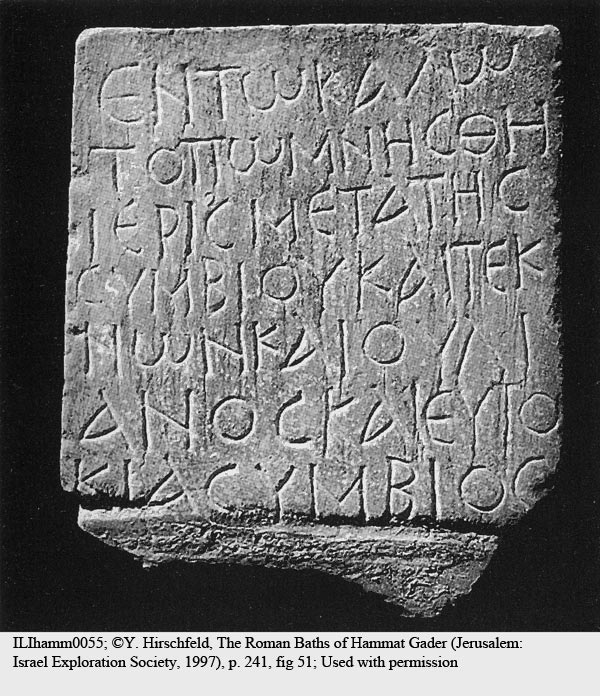 ΕΝΤΩΚΑΛΩ
ΤΟΠΩΜΝΗCΘΗ
ΙΕΡΙCΜΕΤΑΤΗC
CΥΜΒΙΟΥΚΑΙΤΕΚ
ΝΩΝΚΑΙΟΥΛΙ
ΑΝΟCΚΑΙΕΥΤΟ
ΚΙΑCΥΜΒΙΟC
ILIhamm0055; ©Y. Hirschfeld, The Roman Baths of Hammat Gader (Jerusalem:
Israel Exploration Society, 1997), p. 241, fig 51; Used with permission